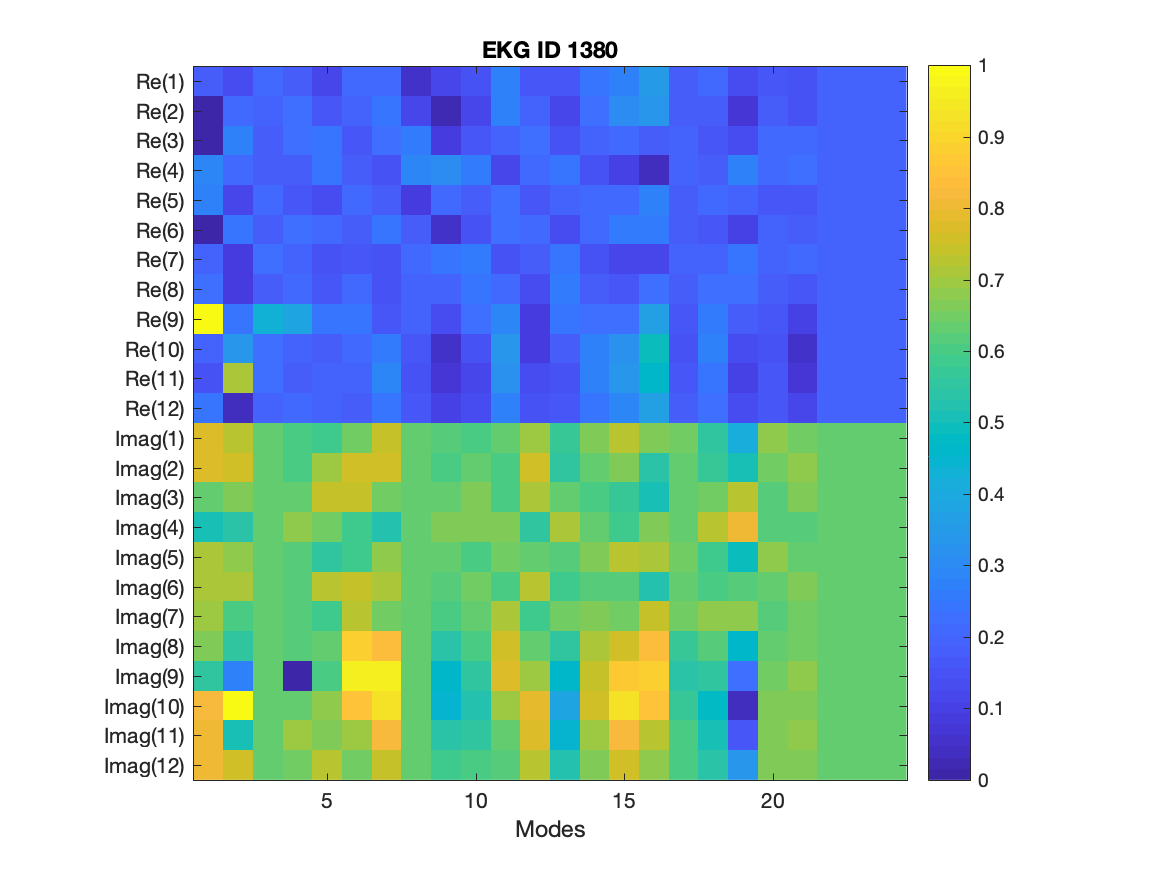 EKG ID 1380
Re(1)
Re(2)
Re(3)
Re(4)
Re(5)
Re(6)
Re(7)
Re(8)
Re(9)
Re(10)
Re(11)
Re(12)
Imag(1)
Imag(2)
Imag(3)
Imag(4)
Imag(5)
Imag(6)
Imag(7)
Imag(8)
Imag(9)
Imag(10)
Imag(11)
Imag(12)
5 10 15 20
Modes
1
0.9
0.8
0.7
0.6
0.5
0.4
0.3
0.2
0.1
0